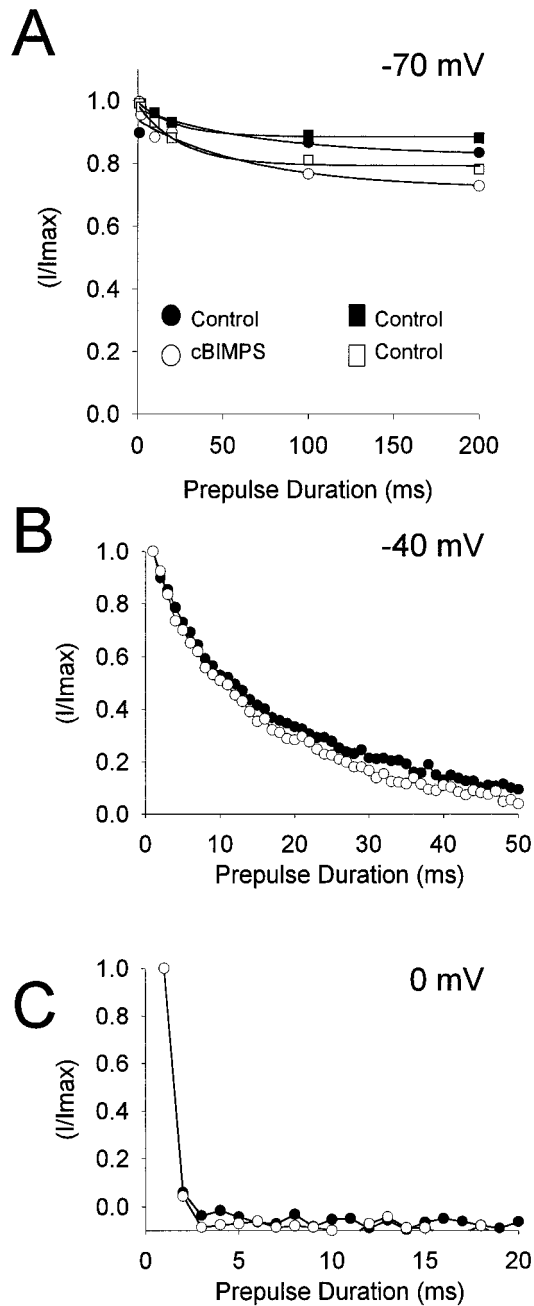 A
-70 mV
1.0
0.8
0.6
0.4
0.2
0.0
(I/Imax)
Control
Control
cBIMPS
Control
0 50 100 150 200
Prepulse Duration (ms)
B
-40 mV
1.0
0.8
0.6
0.4
0.2
0.0
(I/Imax)
0 10 20 30 40 50
Prepulse Duration (ms)
C
0 mV
1.0
0.8
0.6
0.4
0.2
0.0
(I/Imax)
0 5 10 15 20
Prepulse Duration (ms)